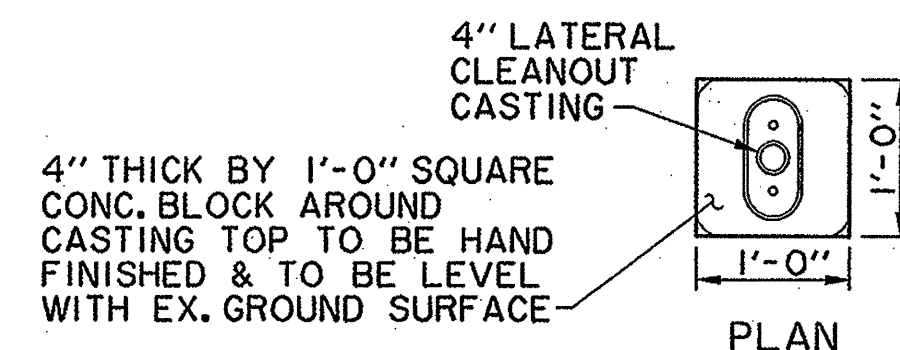 4" LATERAL
CLEANOUT
CASTING
4" THICK BY 1'-0" SQUARE
CONC. BLOCK AROUND
CASTING TOP TO BE HAND
FINISHED & TO BE LEVEL
WITH EX. GROUND SURFACE
1'-0"
1'-0"
PLAN